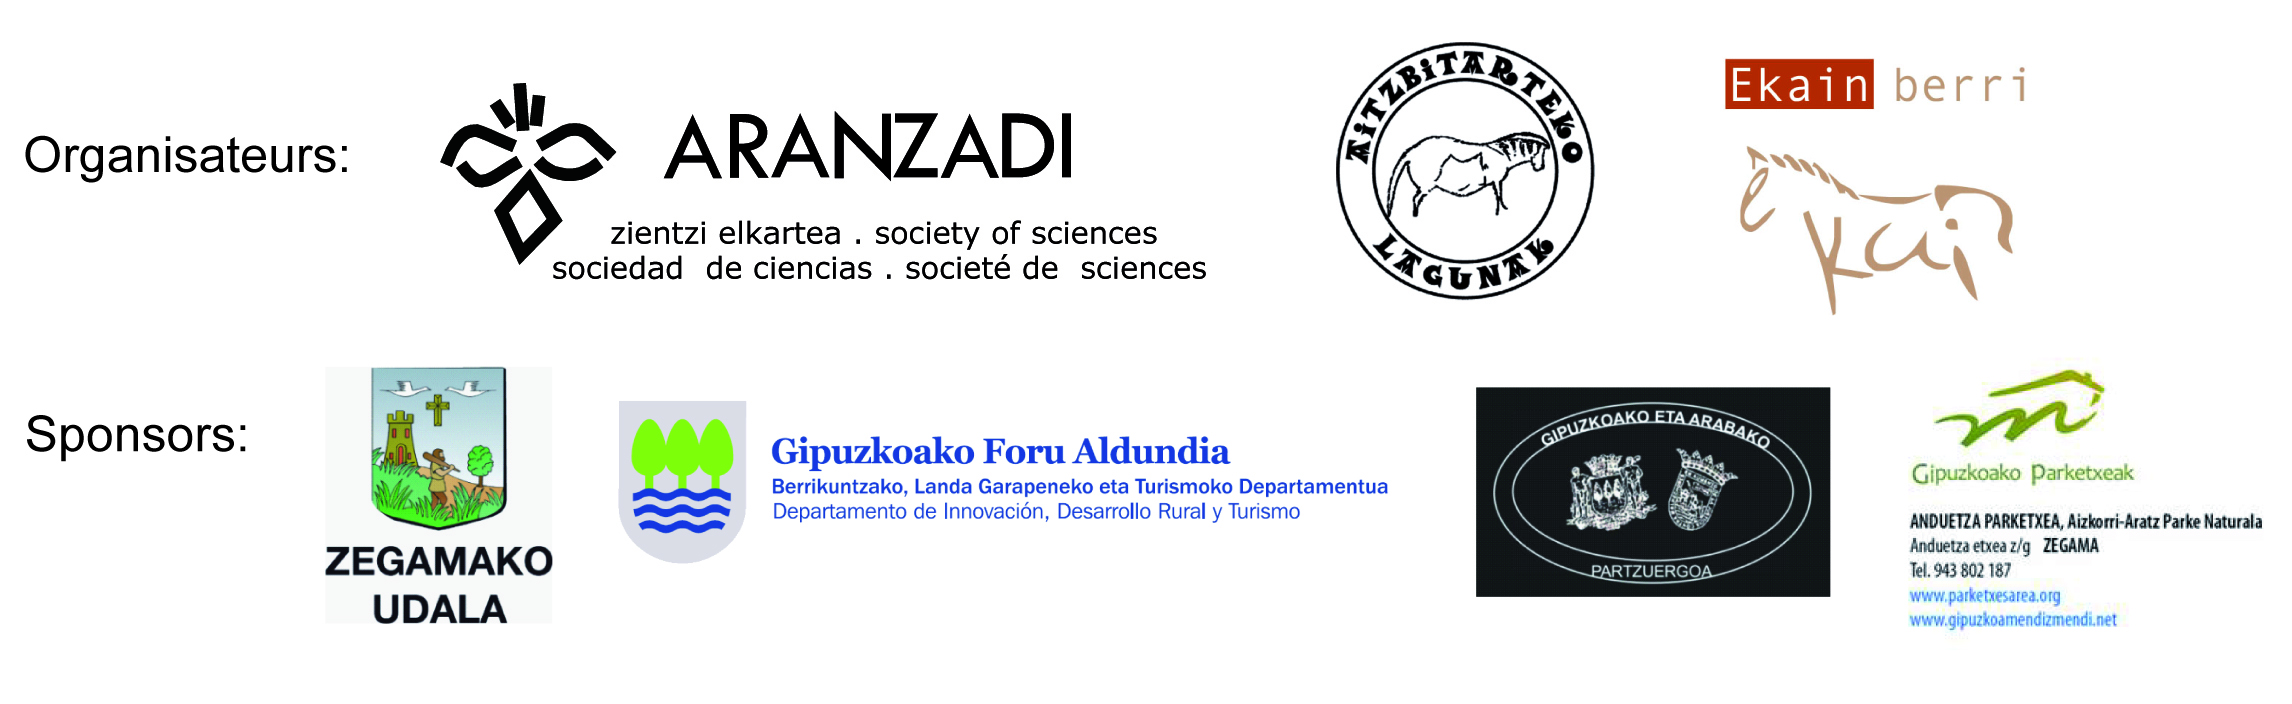 Organisateurs:
ARANZADI
zientzi elkartea . society of sciences
sociedad de ciencias . societé de sciences
AiTZBiTARTEKO
LAGUNAK
Ekain berri
Ekain
Sponsors:
ZEGAMAKO
UDALA
Gipuzkoako Foru Aldundia
Berrikuntzako, Landa Garapeneko eta Turismoko Departamentua
Departamento de Innovación, Desarrollo Rural y Turismo
GIPUZKOAKO ETA ARABAKO
PARTZUERGOA
Gipuzkoako Parketxeak
ANDUETZA PARKETXEA, Aizkorri-Aratz Parke Naturala
Anduetza etxea z/g ZEGAMA
Tel. 943 802 187
www.parketxesarea.org
www.gipuzkoamendizmendi.net